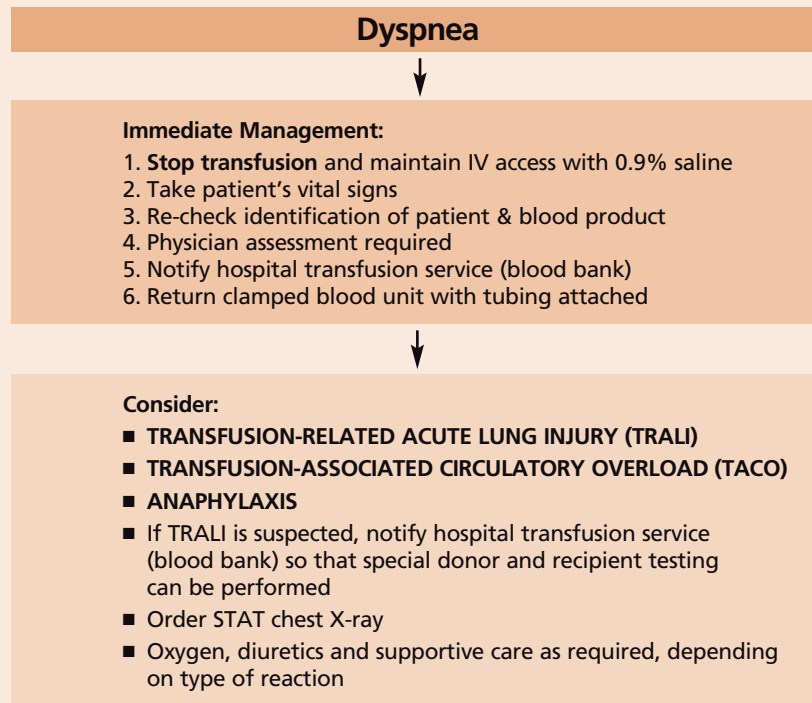 Dyspnea
Immediate Management:
1. Stop transfusion and maintain IV access with 0.9% saline
2. Take patient's vital signs
3. Re-check identification of patient & blood product
4. Physician assessment required
5. Notify hospital transfusion service (blood bank)
6. Return clamped blood unit with tubing attached
Consider:
■ TRANSFUSION-RELATED ACUTE LUNG INJURY (TRALI)
■ TRANSFUSION-ASSOCIATED CIRCULATORY OVERLOAD (TACO)
■ ANAPHYLAXIS
■ If TRALI is suspected, notify hospital transfusion service
(blood bank) so that special donor and recipient testing
can be performed
■ Order STAT chest X-ray
■ Oxygen, diuretics and supportive care as required, depending
on type of reaction